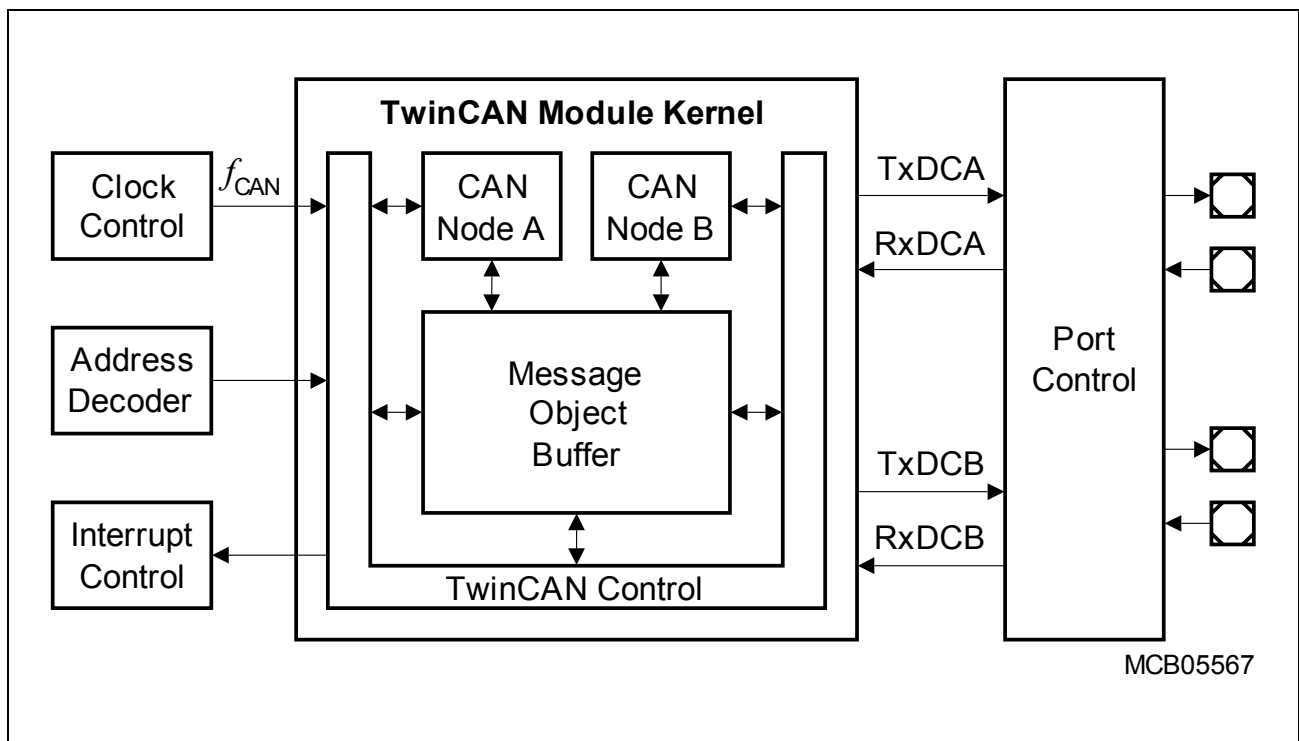 TwinCAN Module Kernel
Clock
Control
fCAN
Address
Decoder
Interrupt
Control
CAN
Node A
CAN
Node B
Message
Object
Buffer
TwinCAN Control
TxDCA
RxDCA
TxDCB
RxDCB
Port
Control
MCB05567